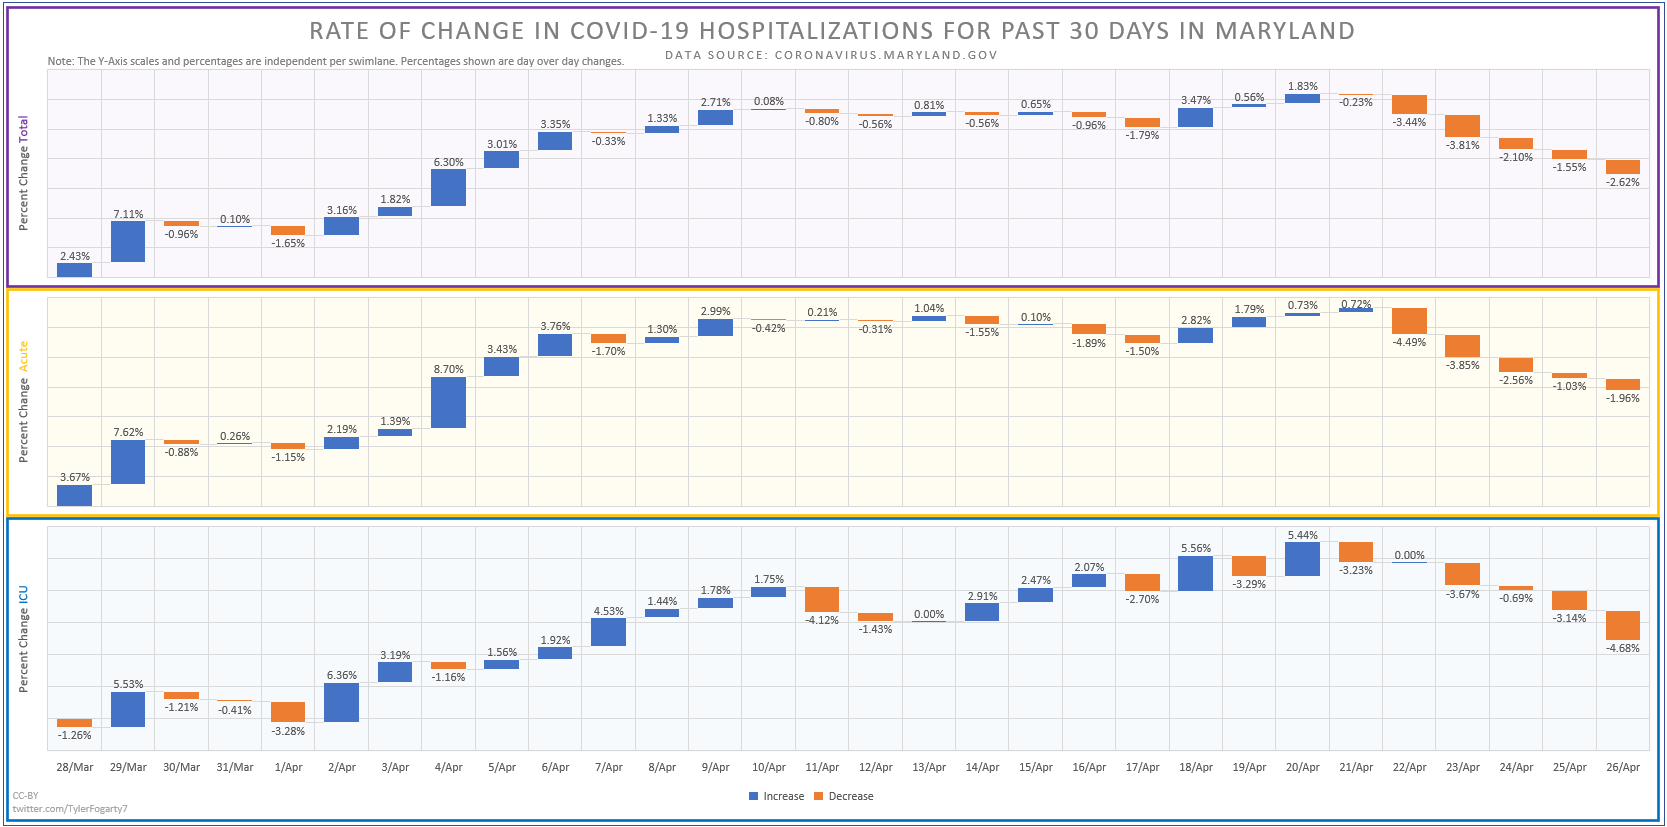 RATE OF CHANGE IN COVID-19 HOSPITALIZATIONS FOR PAST 30 DAYS IN MARYLAND
DATA SOURCE: CORONAVIRUS.MARYLAND.GOV
Note: The Y-Axis scales and percentages are independent per swimlane. Percentages shown are day over day changes.
Percent Change Total
2.43% 7.11% -0.96% 0.10% -1.65% 3.16% 1.82% 6.30% 3.01% 3.35% -0.33% 1.33% 2.71% 0.08% -0.80% -0.56% 0.81% -0.56% 0.65% -0.96% -1.79% 3.47% 0.56% 1.83% -0.23% -3.44% -3.81% -2.10% -1.55% -2.62%
Percent Change Acute
3.67% 7.62% -0.88% 0.26% -1.15% 2.19% 1.39% 8.70% 3.43% 3.76% -1.70% 1.30% 2.99% -0.42% 0.21% -0.31% 1.04% -1.55% 0.10% -1.89% -1.50% 2.82% 1.79% 0.73% 0.72% -4.49% -3.85% -2.56% -1.03% -1.96%
Percent Change ICU
-1.26% 5.53% -1.21% -0.41% -3.28% 6.36% 3.19% -1.16% 1.56% 1.92% 4.53% 1.44% 1.78% 1.75% -4.12% -1.43% 0.00% 2.91% 2.47% 2.07% -2.70% 5.56% -3.29% 5.44% -3.23% 0.00% -3.67% -0.69% -3.14% -4.68%
28/Mar 29/Mar 30/Mar 31/Mar 1/Apr 2/Apr 3/Apr 4/Apr 5/Apr 6/Apr 7/Apr 8/Apr 9/Apr 10/Apr 11/Apr 12/Apr 13/Apr 14/Apr 15/Apr 16/Apr 17/Apr 18/Apr 19/Apr 20/Apr 21/Apr 22/Apr 23/Apr 24/Apr 25/Apr 26/Apr
Increase Decrease
CC-BY
twitter.com/TylerFogarty7